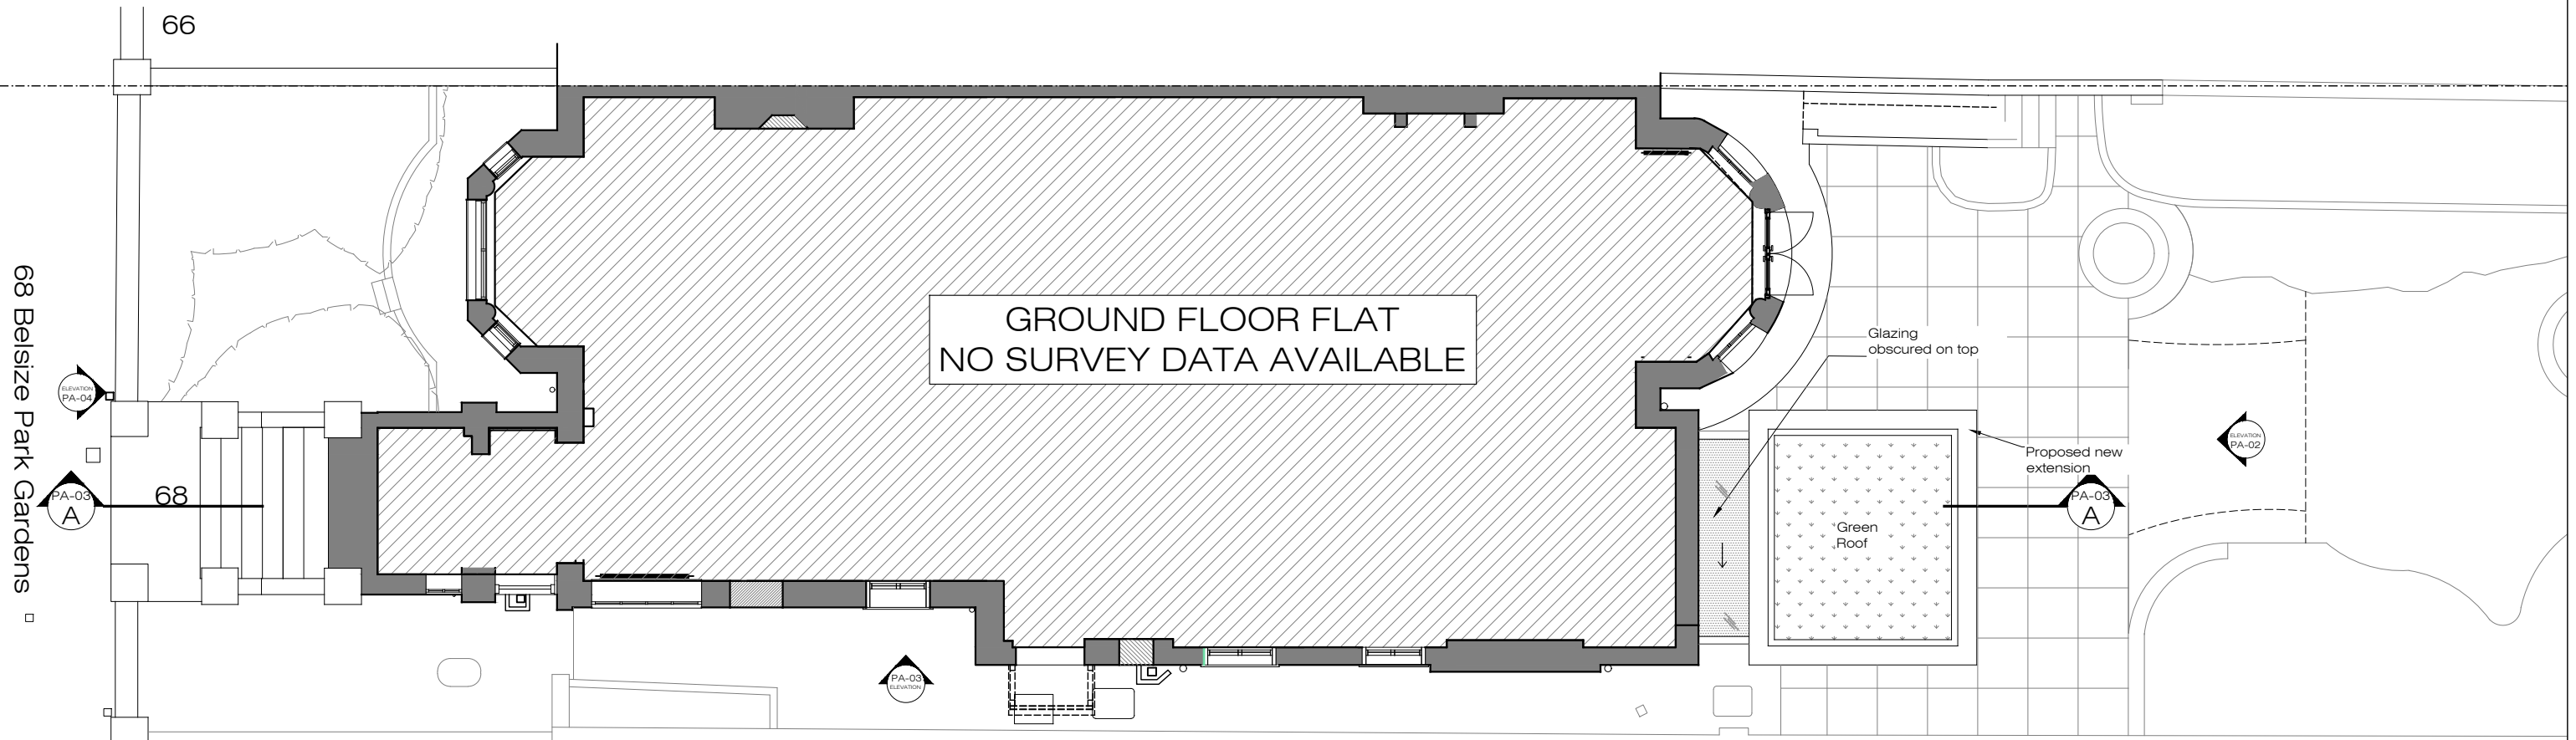 66
GROUND FLOOR FLAT
NO SURVEY DATA AVAILABLE
Glazing
obscured on top
68 Belsize Park Gardens
ELEVATION
PA-04
ELEVATION
PA-02
Proposed new
extension
PA-03
A
68
Green
Roof
PA-03
A
PA-03
ELEVATION